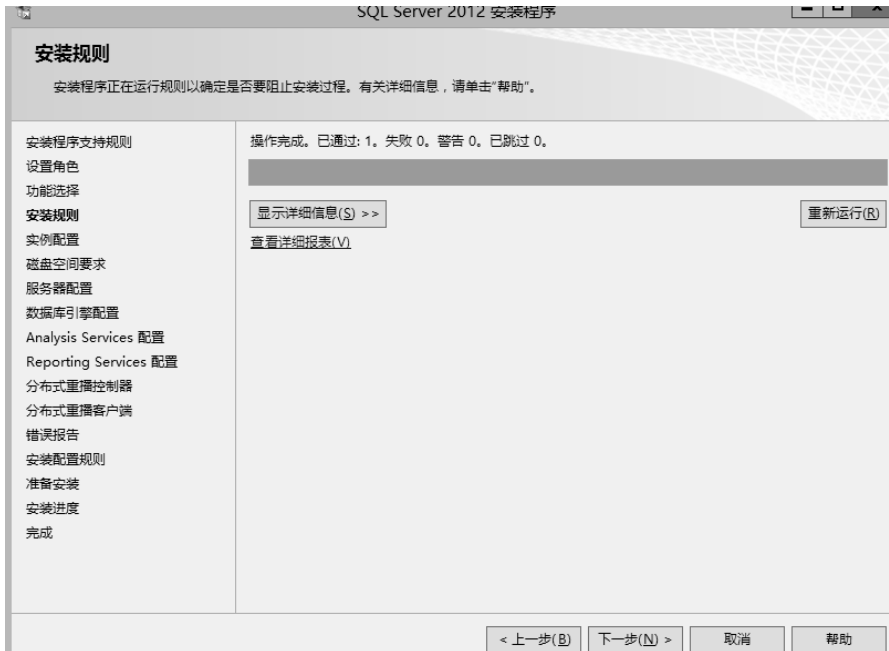 SQL Server 2012 安装程序
安装规则
安装程序正在运行规则以确定是否要阻止安装过程。有关详细信息，请单击"帮助"。
安装程序支持规则
设置角色
功能选择
安装规则
实例配置
磁盘空间要求
服务器配置
数据库引擎配置
Analysis Services 配置
Reporting Services 配置
分布式重播控制器
分布式重播客户端
错误报告
安装配置规则
准备安装
安装进度
完成
操作完成。已通过: 1。失败 0。警告 0。已跳过 0。
显示详细信息(S) >>
重新运行(R)
查看详细报表(V)
< 上一步(B)
下一步(N) >
取消
帮助